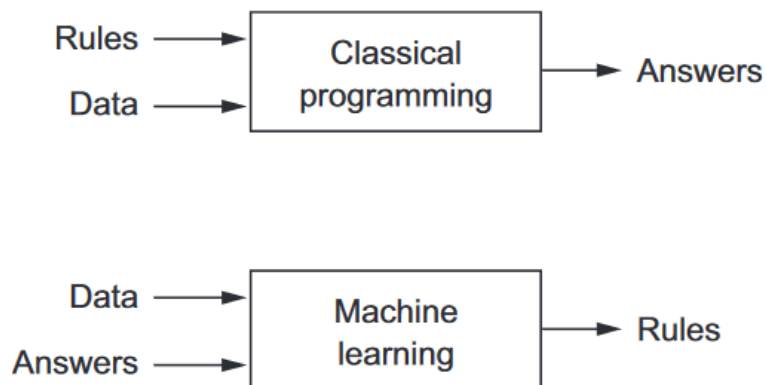 Rules
Data
Classical
programming
Answers
Data
Answers
Machine
learning
Rules